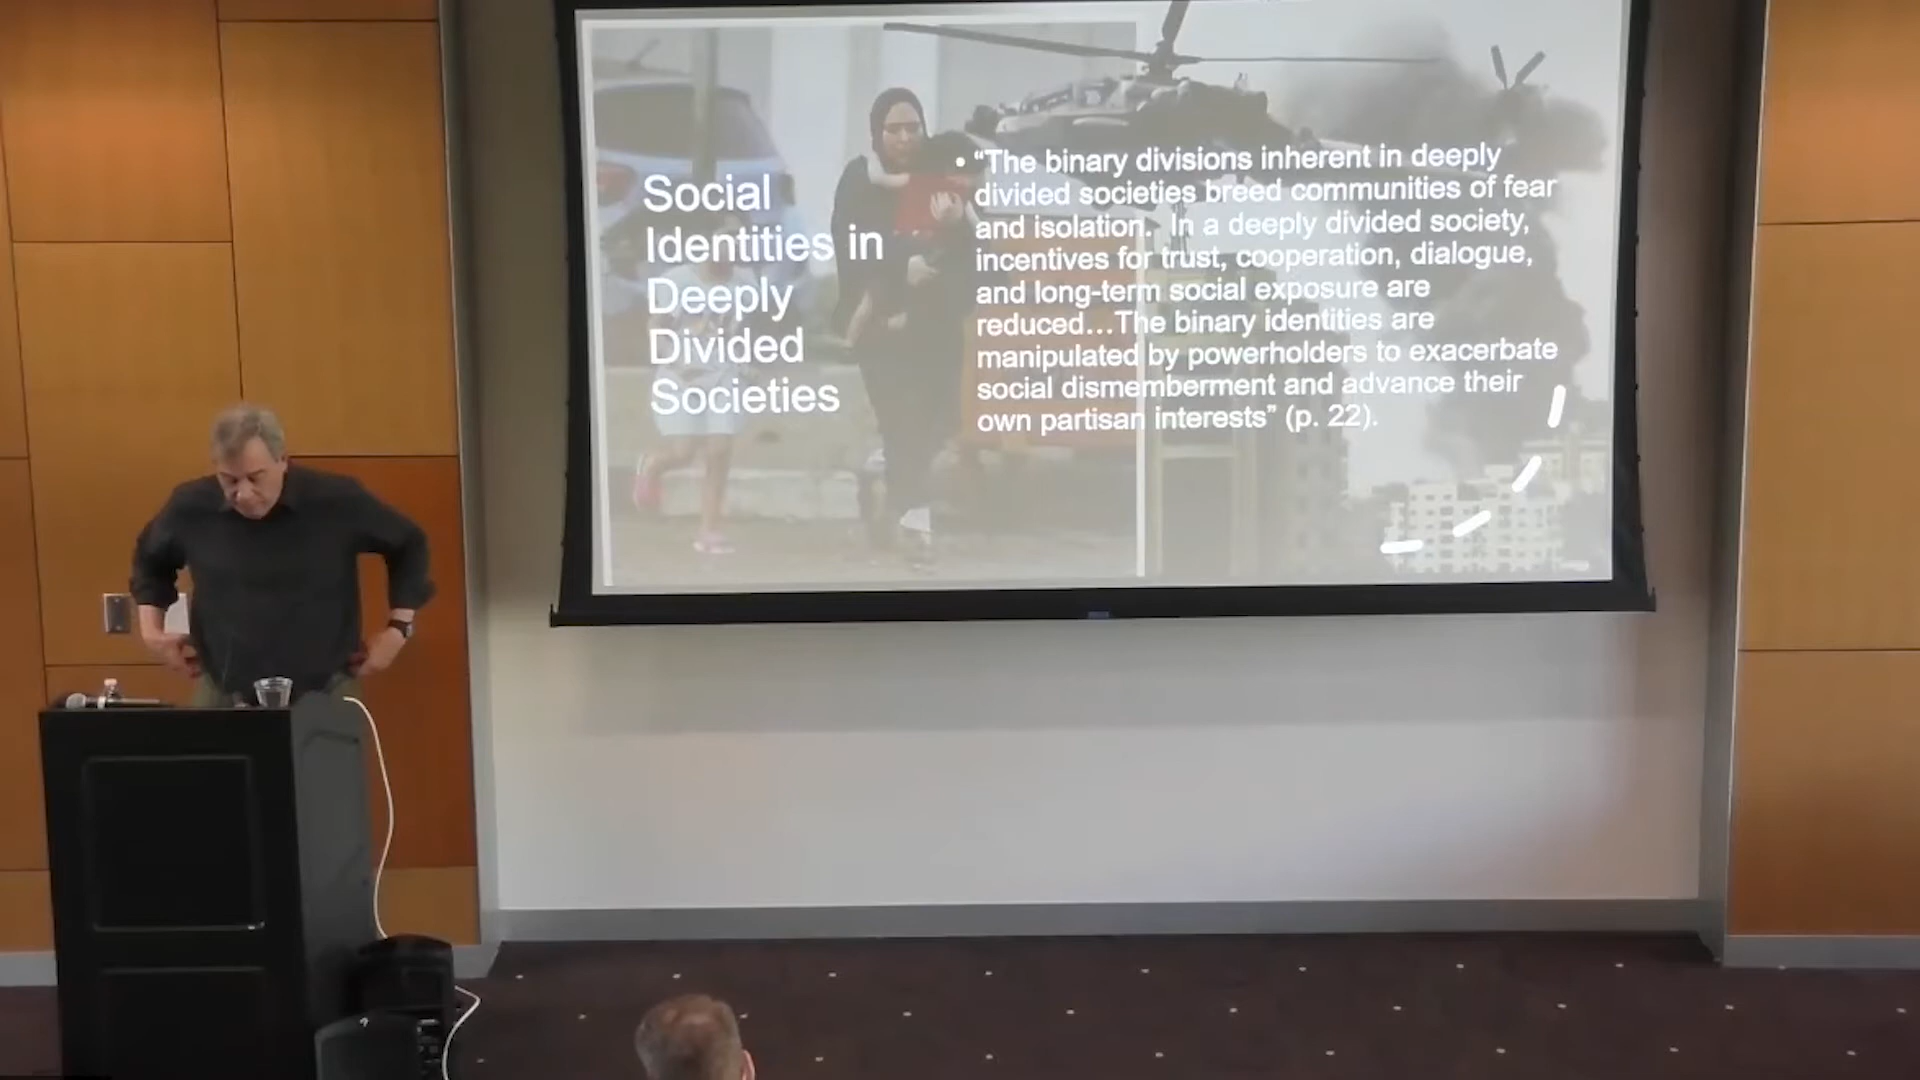 Social
Identities in
Deeply
Divided
Societies
• “The binary divisions inherent in deeply
divided societies breed communities of fear
and isolation. In a deeply divided society,
incentives for trust, cooperation, dialogue,
and long-term social exposure are
reduced…The binary identities are
manipulated by powerholders to exacerbate
social dismemberment and advance their
own partisan interests” (p. 22).